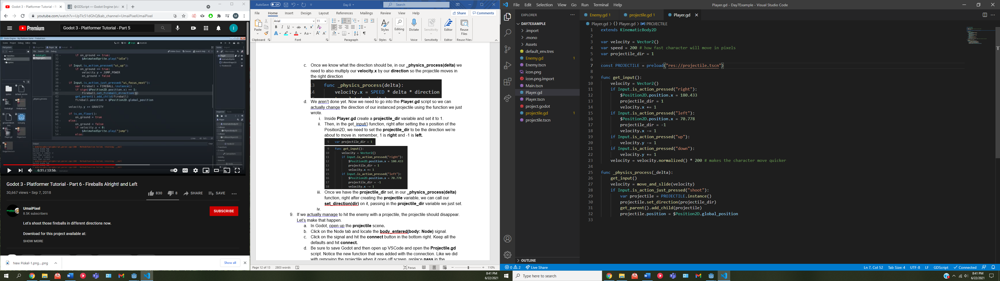 Godot 3 - Platformer Tutorial - P
@GDScript — Godot Engine (sta
youtube.com/watch?v=UpTIc51dGhQ&ab_channel=UmaiPixelUmaiPixel
Premium
Godot 3 - Platformer Tutorial - Part 5
if on_ground == true:
$AnimatedSprite.play("idle")
if Input.is_action_pressed("ui_up"):
if on_ground == true:
velocity.y = JUMP_POWER
on_ground = false
if Input.is_action_just_pressed("ui_focus_next"):
var fireball = FIREBALL.instance()
if sign($Position2D.position.x) == 1:
fireball.set_fireball_direction(1)
get_parent().add_child(fireball)
fireball.position = $Position2D.global_position
velocity.y += GRAVITY
if is_on_floor():
on_ground = true
else:
on_ground = false
if velocity.y < 0:
$AnimatedSprite.play("jump")
else:
6:31 / 13:56
Godot 3 - Platformer Tutorial - Part 6 - Fireballs Alright! and Left
30,667 views • Sep 7, 2018
830
8
SHARE
SAVE
UmaiPixel
8.5K subscribers
SUBSCRIBE
Let's shoot those fireballs in different directions now.
Download for this project available at:
SHOW MORE
New Piskel-1.png....png
Show all
AutoSave Off
Day 8
Search
File Home Insert Design Layout References Mailings Review View Help
Share
Comments
Paste
Arial
11
Styles
Editing
Dictate
Sensitivity
Editor
Reuse Files
Clipboard Font Paragraph Styles Voice Sensitivity Editor Reuse Files
c. Once we know what the direction should be, in our _physics_process(delta) we
need to also multiply our velocity.x by our direction so the projectile moves in
the right direction
13 func _physics_process(delta):
14 velocity.x = SPEED * delta * direction
d. We aren't done yet. Now we need to go into the Player.gd script so we can
actually change the direction of our instanced projectile using the function we just
wrote.
i. Inside Player.gd create a projectile_dir variable and set it to 1.
ii. Then, in the get_input() function, right after setting the x position of the
Position2D, we need to set the projectile_dir to be the direction we're
about to move in. remember, 1 is right and -1 is left.
5 var projectile_dir = 1
9 func get_input():
10 velocity = Vector2()
11 if Input.is_action_pressed("right"):
12 $Position2D.position.x = 180.433
13 projectile_dir = 1
14 velocity.x += 1
15 if Input.is_action_pressed("left"):
16 $Position2D.position.x = 70.778
17 projectile_dir = -1
18 velocity.x -= 1
iii. Once we have the projectile_dir set, in our _physics_process(delta)
function, right after creating the projectile variable, we can call our
set_direction(dir) on it, passing in the projectile_dir variable we just set.
iv.
9. If we actually manage to hit the enemy with a projectile, the projectile should disappear.
Let's make that happen.
a. In Godot, open up the projectile scene.
b. Click on the Node tab and locate the body_entered(body: Node) signal.
c. Click on the signal and hit the connect button in the bottom right. Keep all the
defaults and hit connect.
d. Be sure to save Godot and then open up VSCode and open the Projectile.gd
script. Notice the new function that was added with the connection. Like we did
with removing the projectile when it goes off screen, replace pass in the
Page 12 of 13
2803 words
Focus
110%
8:41 PM
6/22/2021
File Edit Selection View Go Run Terminal Help
Player.gd - Day7Example - Visual Studio Code
EXPLORER
DAY7EXAMPLE
.import
.mono
Assets
default_env.tres
Enemy.gd 1
Enemy.tscn
icon.png
icon.png.import
Main.tscn
Player.gd
Player.tscn
project.godot
projectile.gd 1
projectile.tscn
OUTLINE
Enemy.gd 1
projectile.gd 1
Player.gd
Player.gd > {} Player.gd > PROJECTILE
1 extends KinematicBody2D
2
3 var velocity = Vector2()
4 var speed = 200 # how fast character will move in pixels
5 var projectile_dir = 1
6
7 const PROJECTILE = preload("res://projectile.tscn")
8
9 func get_input():
10 velocity = Vector2()
11 if Input.is_action_pressed("right"):
12 $Position2D.position.x = 180.433
13 projectile_dir = 1
14 velocity.x += 1
15 if Input.is_action_pressed("left"):
16 $Position2D.position.x = 70.778
17 projectile_dir = -1
18 velocity.x -= 1
19 if Input.is_action_pressed("up"):
20 velocity.y -= 1
21 if Input.is_action_pressed("down"):
22 velocity.y += 1
23 velocity = velocity.normalized() * 200 # makes the character move quicker
24
25 func _physics_process(_delta):
26 get_input()
27 velocity = move_and_slide(velocity)
28 if Input.is_action_just_pressed("shoot"):
29 var projectile = PROJECTILE.instance()
30 projectile.set_direction(projectile_dir)
31 get_parent().add_child(projectile)
32 projectile.position = $Position2D.global_position
33
0 2
Live Share
Ln 7, Col 52
Tab Size: 4
UTF-8
LF
GDScript
Connected
Type here to search
8:41 PM
6/22/2021